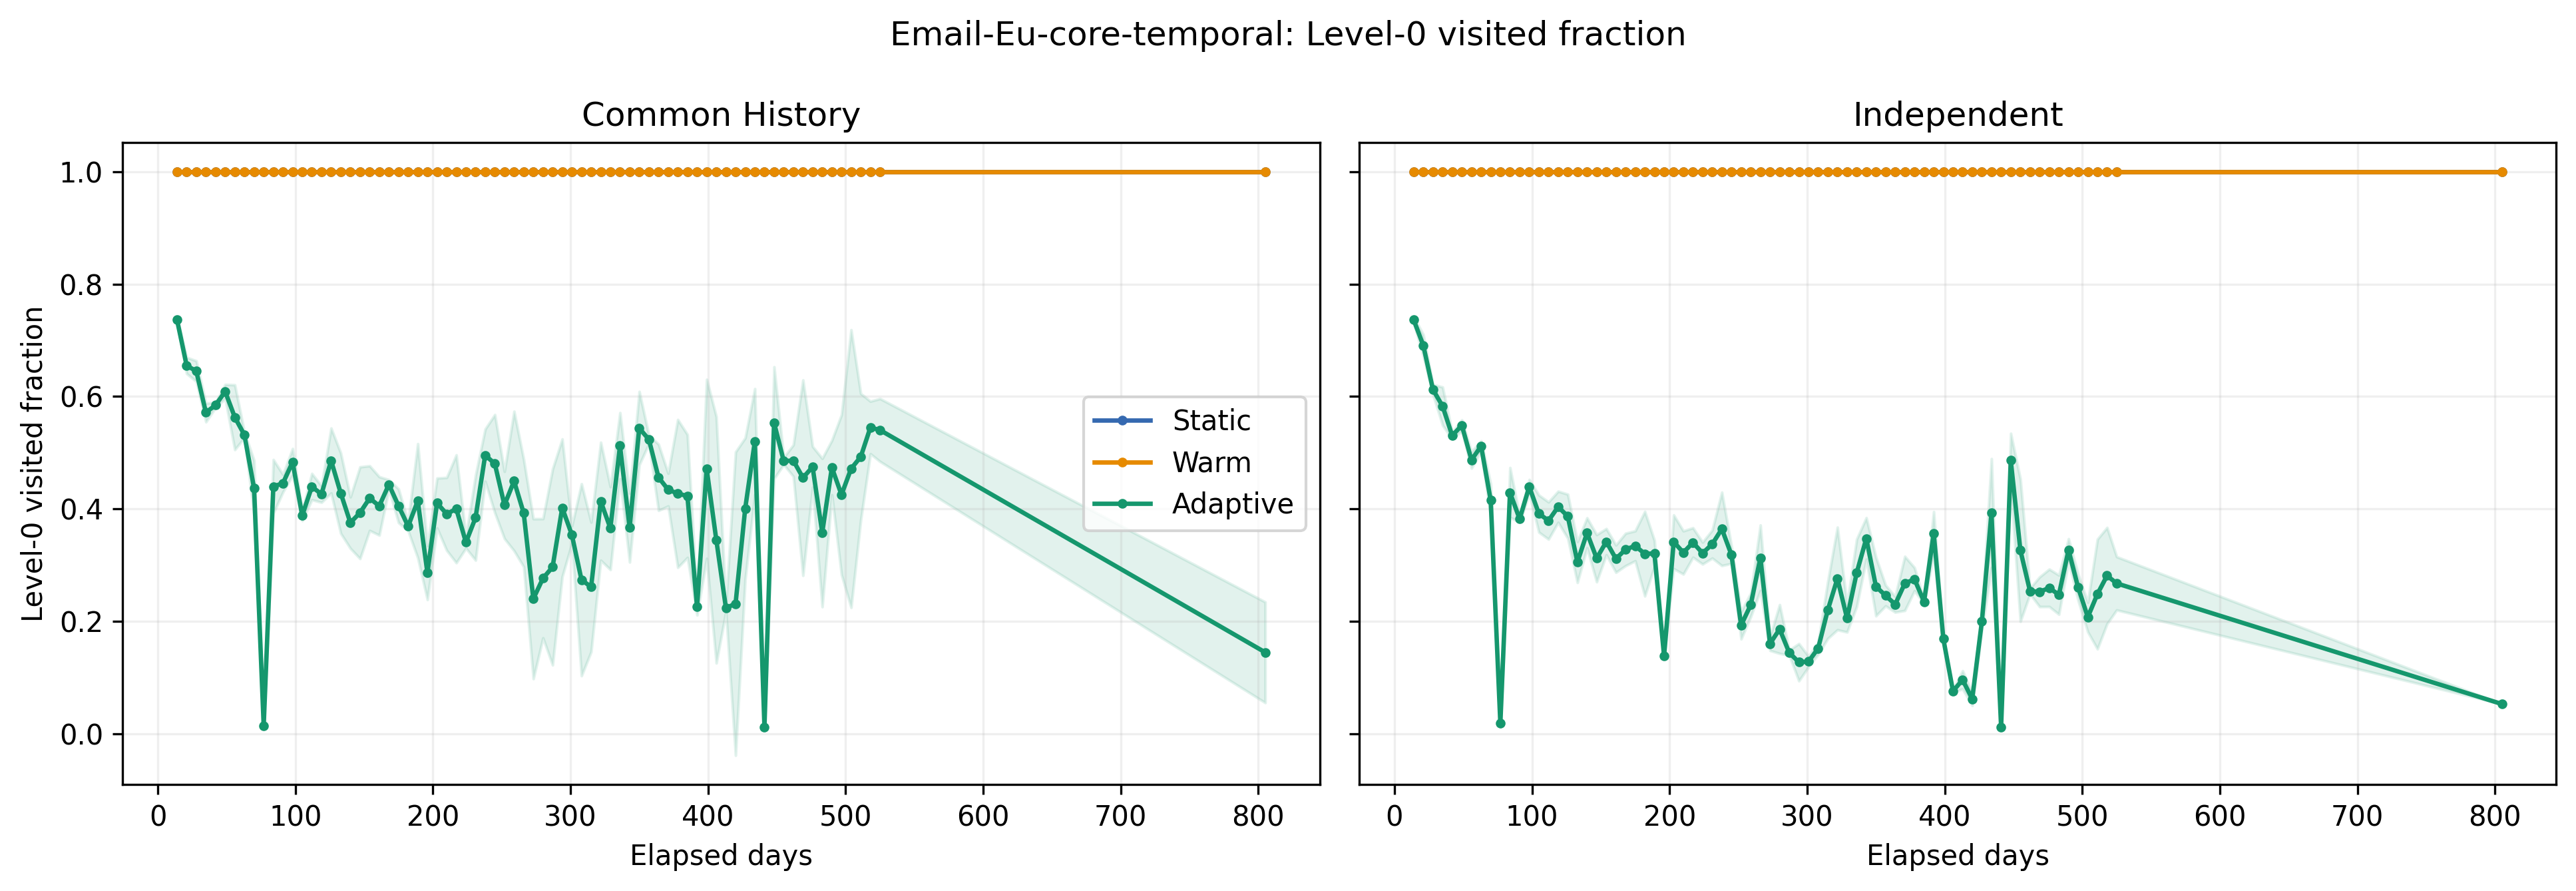 Email-Eu-core-temporal: Level-0 visited fraction
Common History
Level-0 visited fraction
1.0
0.8
0.6
0.4
0.2
0.0
Static
Warm
Adaptive
0 100 200 300 400 500 600 700 800
Elapsed days
Independent
0 100 200 300 400 500 600 700 800
Elapsed days